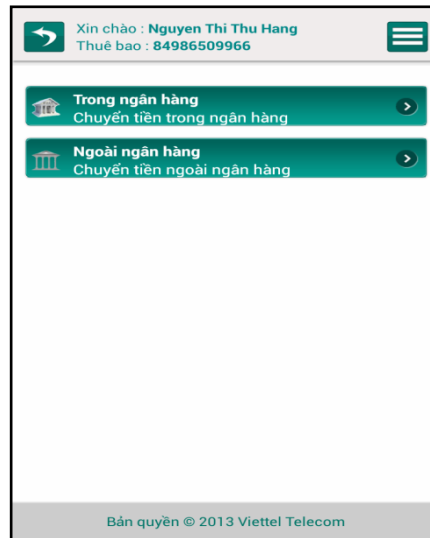 Xin chào : Nguyen Thi Thu Hang
Thuê bao : 84986509966
Trong ngân hàng
Chuyển tiền trong ngân hàng
Ngoài ngân hàng
Chuyển tiền ngoài ngân hàng
Bản quyền © 2013 Viettel Telecom